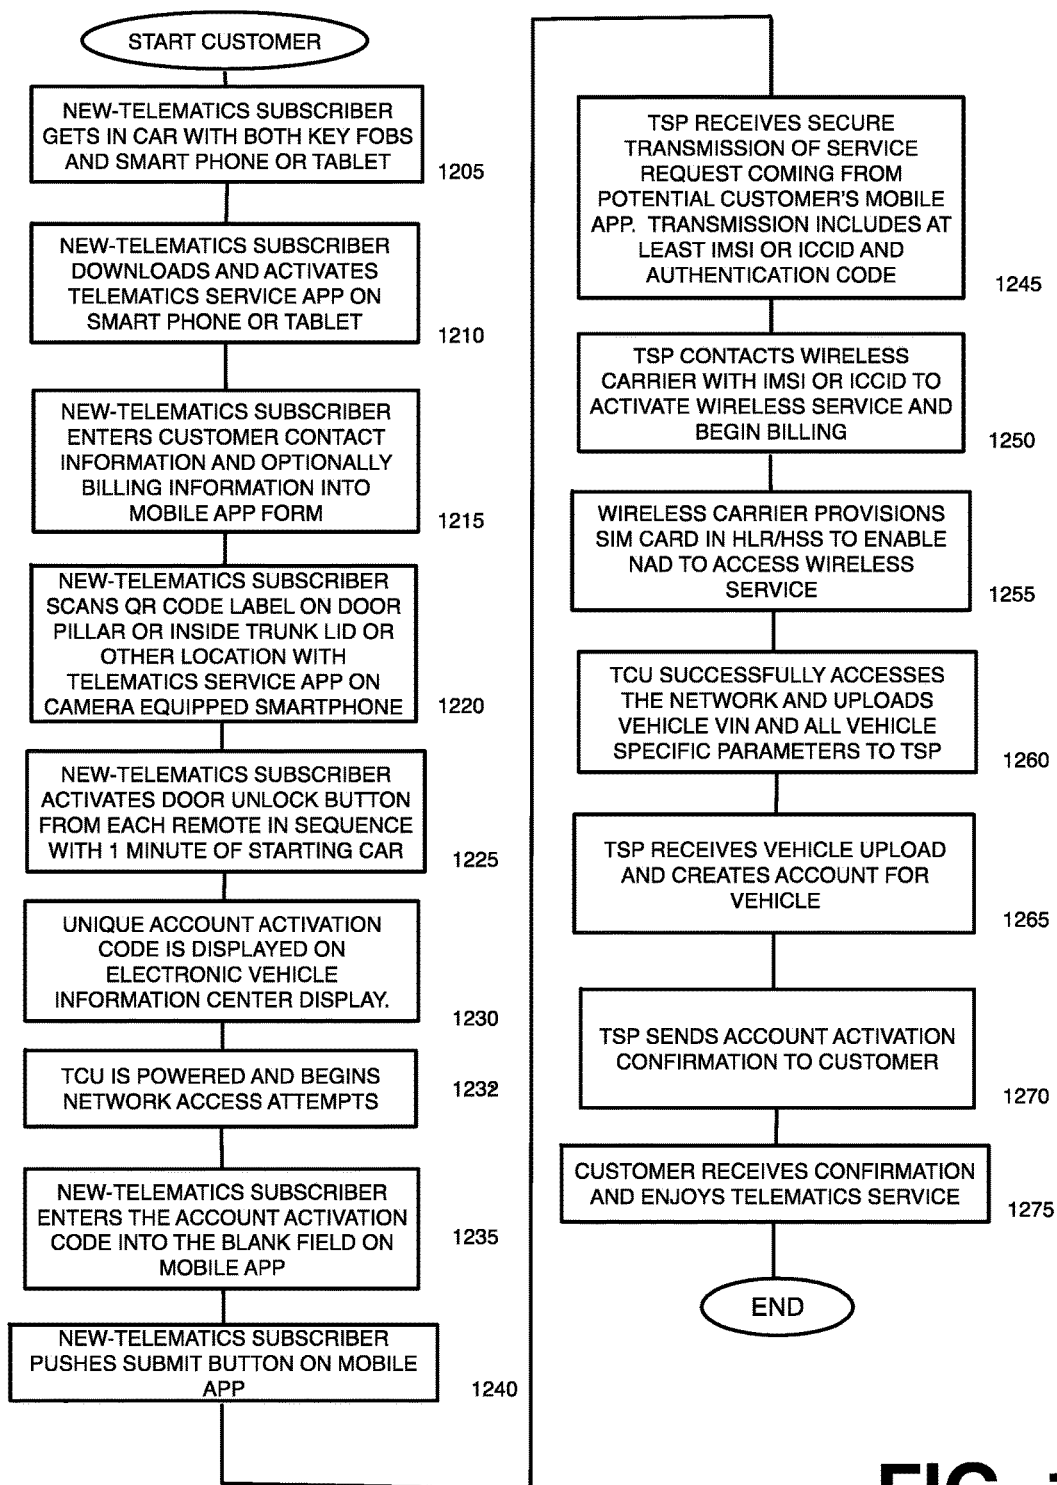 START CUSTOMER
NEW-TELEMATICS SUBSCRIBER
GETS IN CAR WITH BOTH KEY FOBS
AND SMART PHONE OR TABLET
1205
NEW-TELEMATICS SUBSCRIBER
DOWNLOADS AND ACTIVATES
TELEMATICS SERVICE APP ON
SMART PHONE OR TABLET
1210
NEW-TELEMATICS SUBSCRIBER
ENTERS CUSTOMER CONTACT
INFORMATION AND OPTIONALLY
BILLING INFORMATION INTO
MOBILE APP FORM
1215
NEW-TELEMATICS SUBSCRIBER
SCANS QR CODE LABEL ON DOOR
PILLAR OR INSIDE TRUNK LID OR
OTHER LOCATION WITH
TELEMATICS SERVICE APP ON
CAMERA EQUIPPED SMARTPHONE
1220
NEW-TELEMATICS SUBSCRIBER
ACTIVATES DOOR UNLOCK BUTTON
FROM EACH REMOTE IN SEQUENCE
WITH 1 MINUTE OF STARTING CAR
1225
UNIQUE ACCOUNT ACTIVATION
CODE IS DISPLAYED ON
ELECTRONIC VEHICLE
INFORMATION CENTER DISPLAY.
1230
TCU IS POWERED AND BEGINS
NETWORK ACCESS ATTEMPTS
1232
NEW-TELEMATICS SUBSCRIBER
ENTERS THE ACCOUNT ACTIVATION
CODE INTO THE BLANK FIELD ON
MOBILE APP
1235
NEW-TELEMATICS SUBSCRIBER
PUSHES SUBMIT BUTTON ON MOBILE
APP
1240
TSP RECEIVES SECURE
TRANSMISSION OF SERVICE
REQUEST COMING FROM
POTENTIAL CUSTOMER'S MOBILE
APP. TRANSMISSION INCLUDES AT
LEAST IMSI OR ICCID AND
AUTHENTICATION CODE
1245
TSP CONTACTS WIRELESS
CARRIER WITH IMSI OR ICCID TO
ACTIVATE WIRELESS SERVICE AND
BEGIN BILLING
1250
WIRELESS CARRIER PROVISIONS
SIM CARD IN HLR/HSS TO ENABLE
NAD TO ACCESS WIRELESS
SERVICE
1255
TCU SUCCESSFULLY ACCESSES
THE NETWORK AND UPLOADS
VEHICLE VIN AND ALL VEHICLE
SPECIFIC PARAMETERS TO TSP
1260
TSP RECEIVES VEHICLE UPLOAD
AND CREATES ACCOUNT FOR
VEHICLE
1265
TSP SENDS ACCOUNT ACTIVATION
CONFIRMATION TO CUSTOMER
1270
CUSTOMER RECEIVES CONFIRMATION
AND ENJOYS TELEMATICS SERVICE
1275
END
FIG.